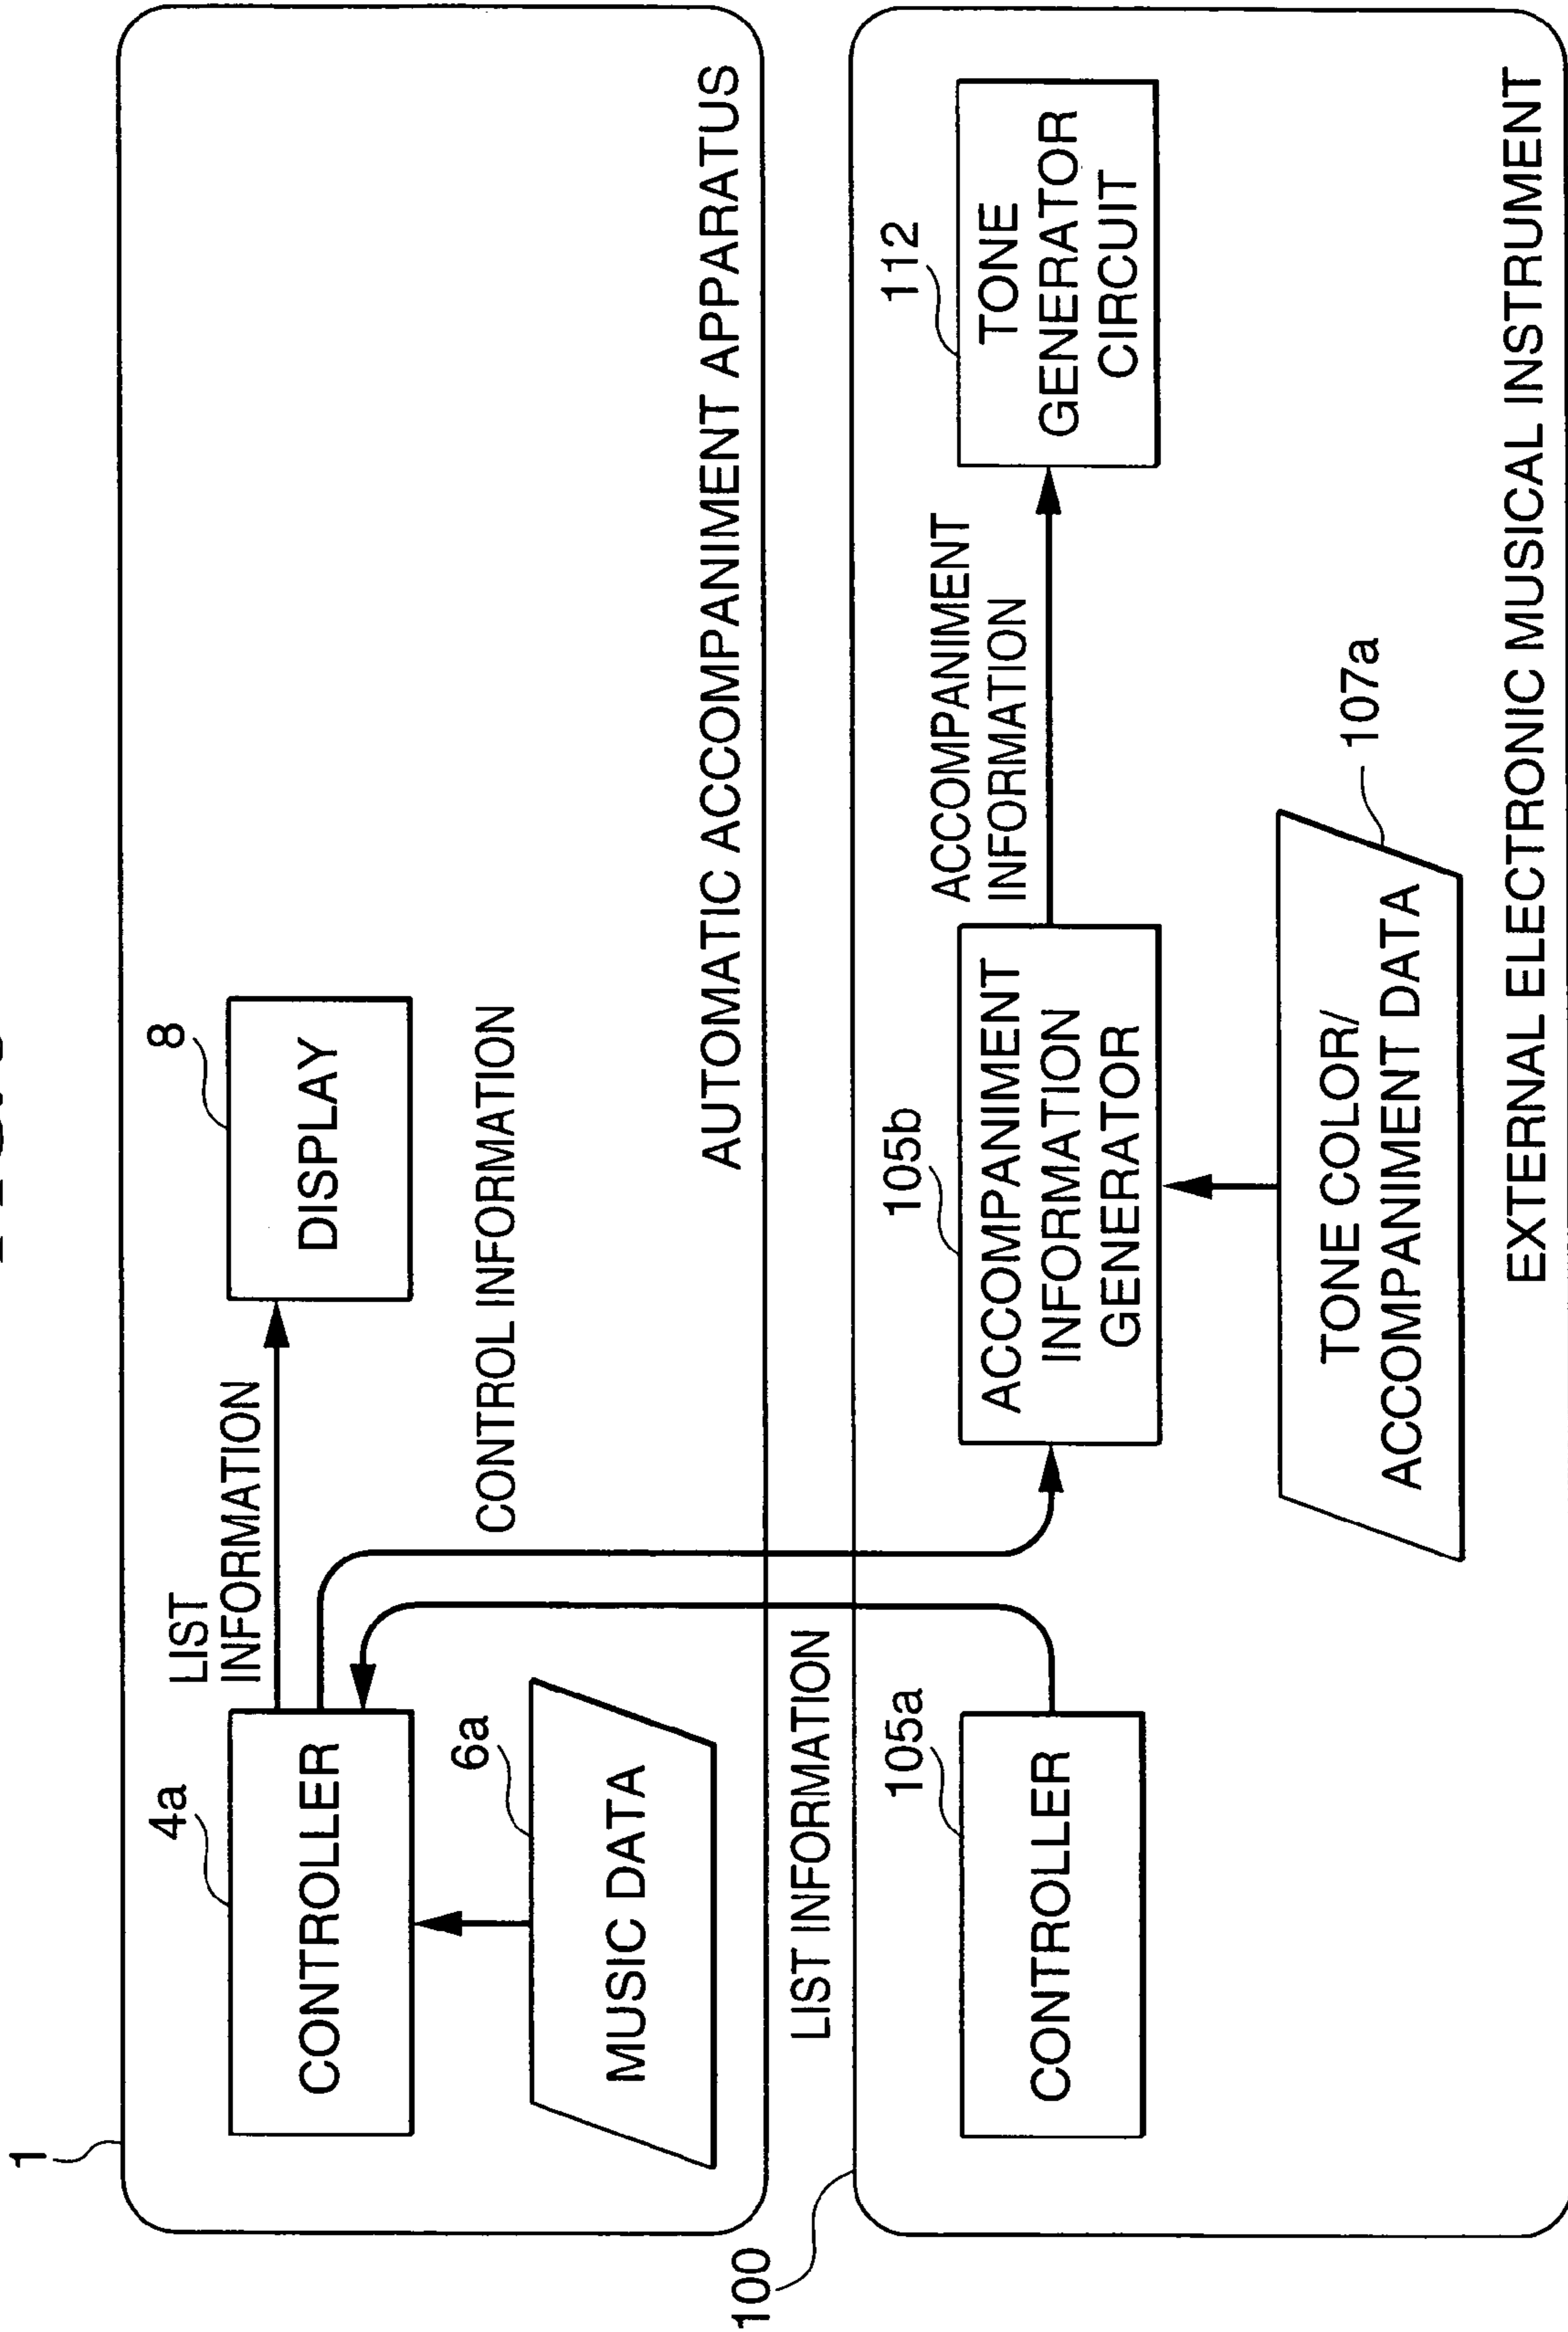 1
4a
CONTROLLER
LIST
INFORMATION
8
DISPLAY
6a
MUSIC DATA
CONTROL INFORMATION
AUTOMATIC ACCOMPANIMENT APPARATUS
LIST INFORMATION
100
105a
CONTROLLER
105b
ACCOMPANIMENT
INFORMATION
GENERATOR
ACCOMPANIMENT
INFORMATION
112
TONE
GENERATOR
CIRCUIT
107a
TONE COLOR/
ACCOMPANIMENT DATA
EXTERNAL ELECTRONIC MUSICAL INSTRUMENT